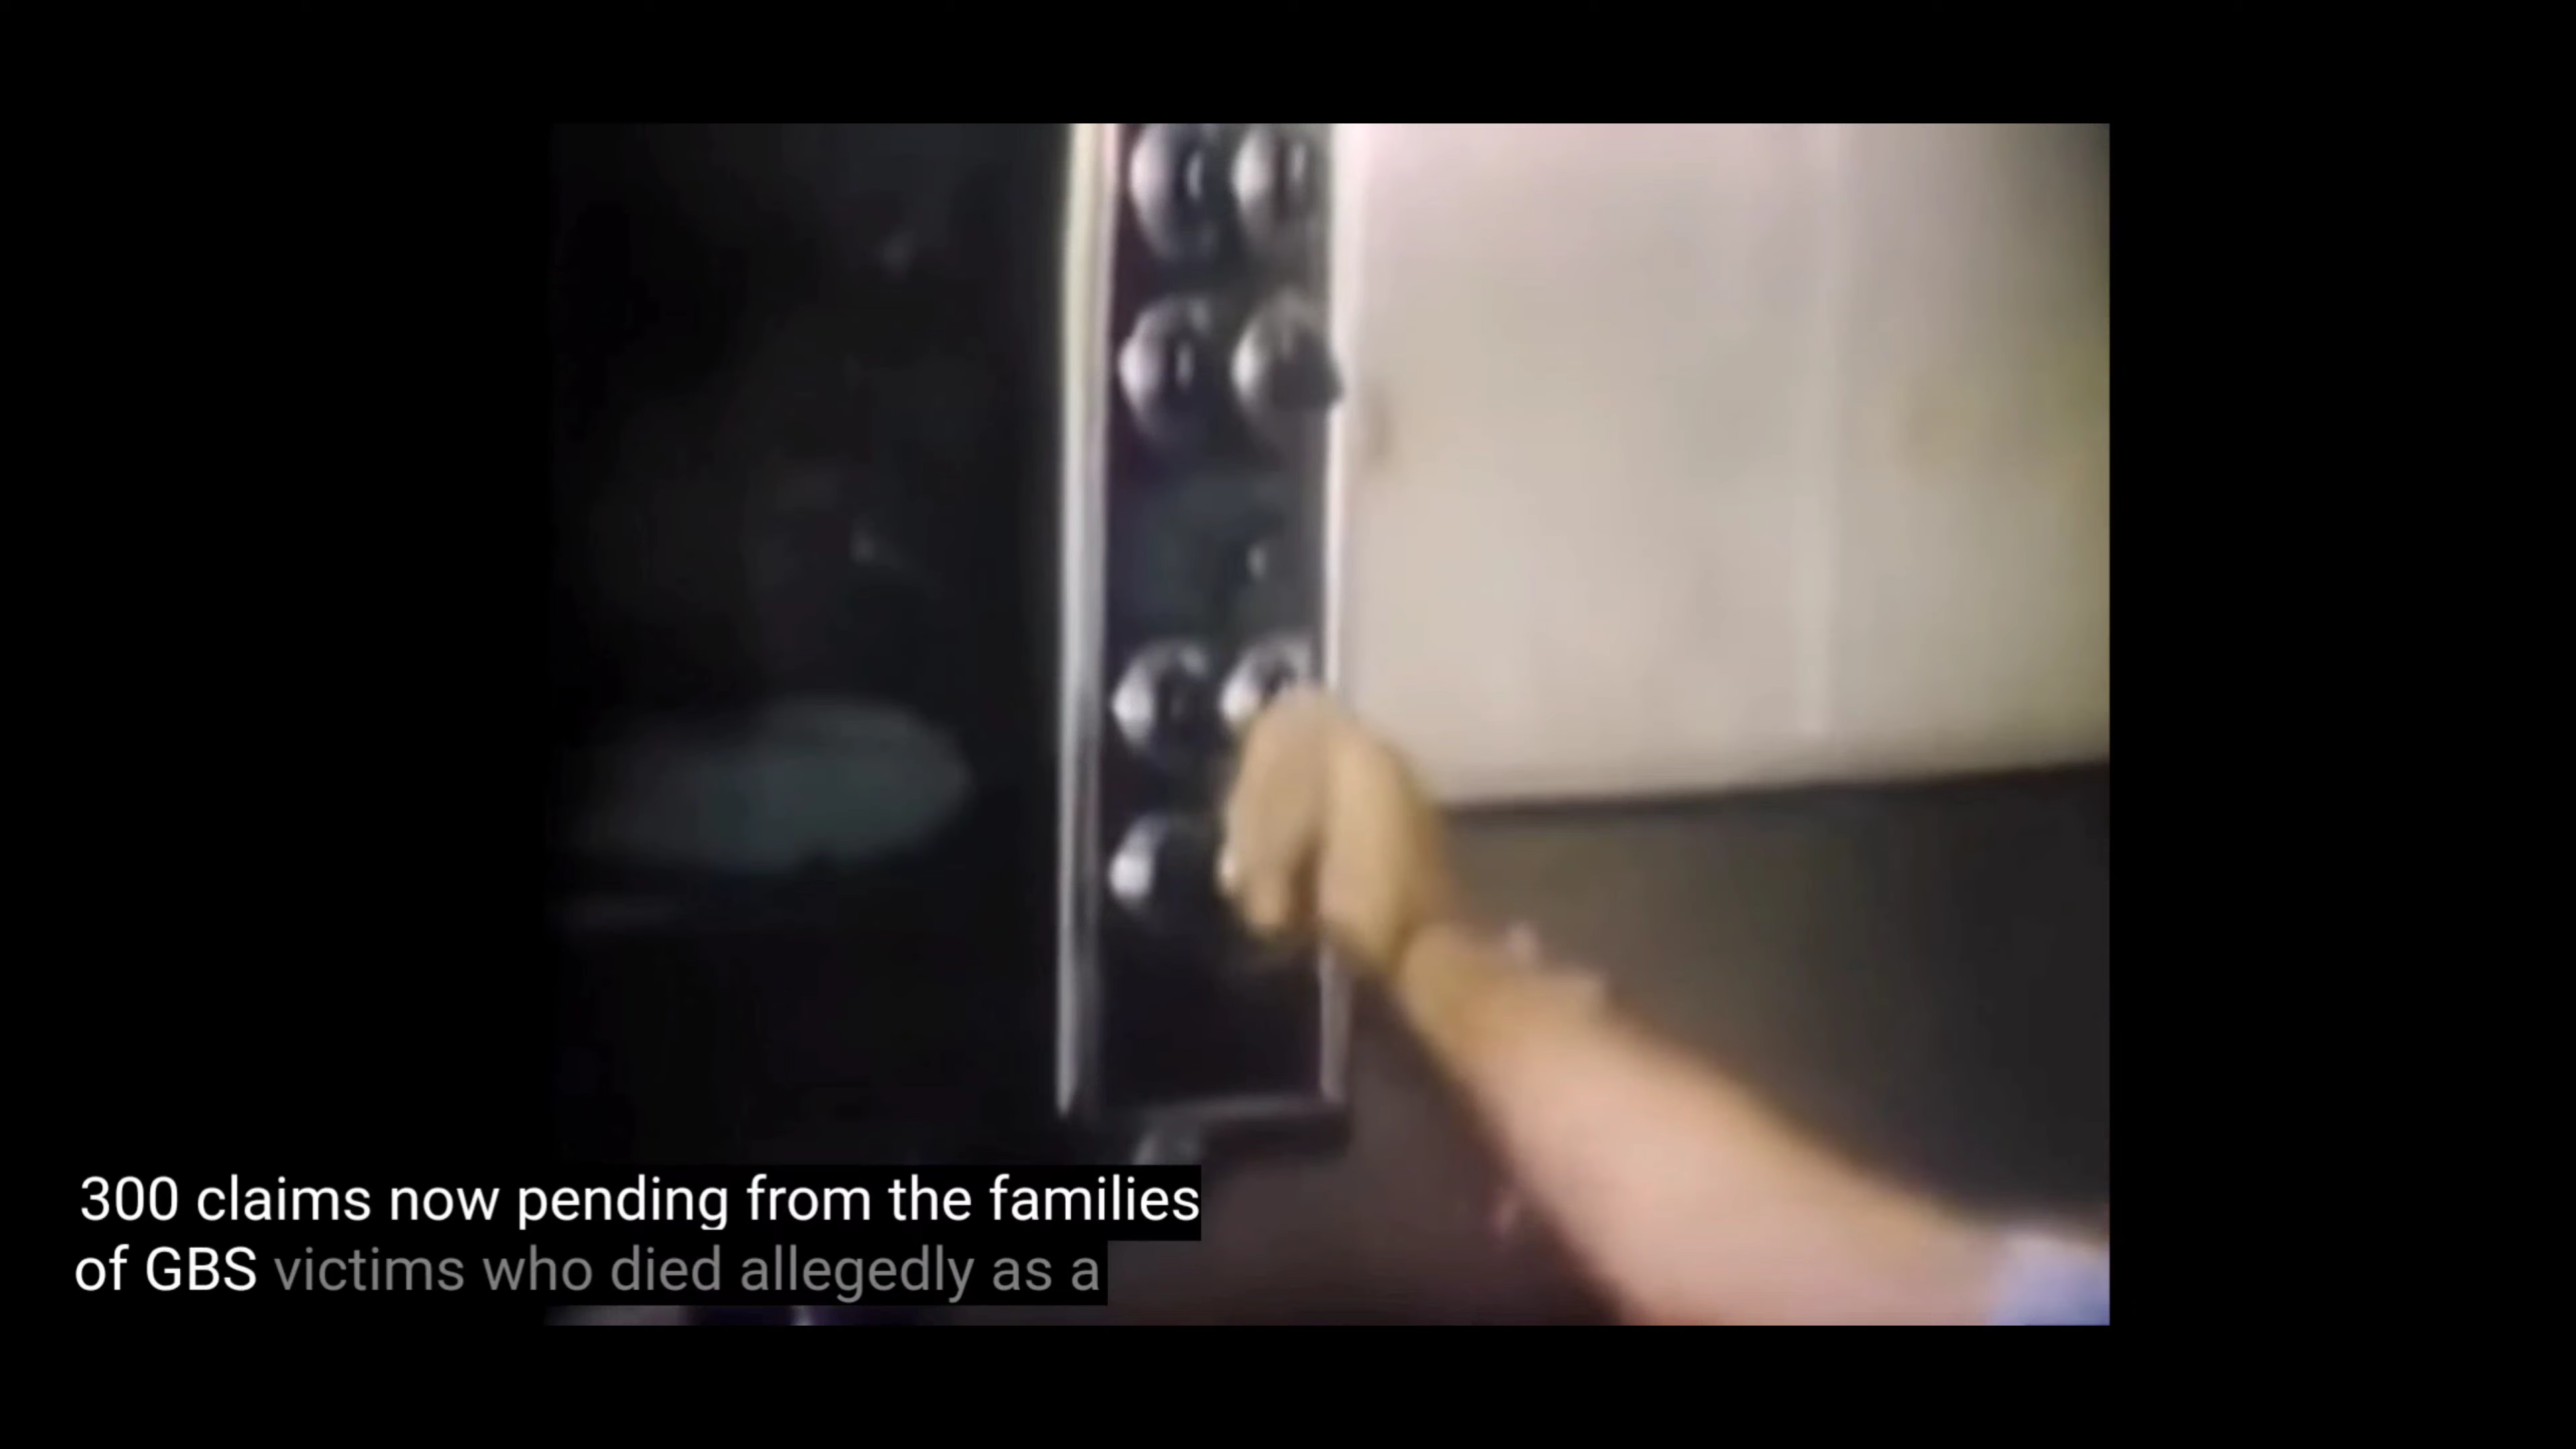 300 claims now pending from the families
of GBS victims who died allegedly as a